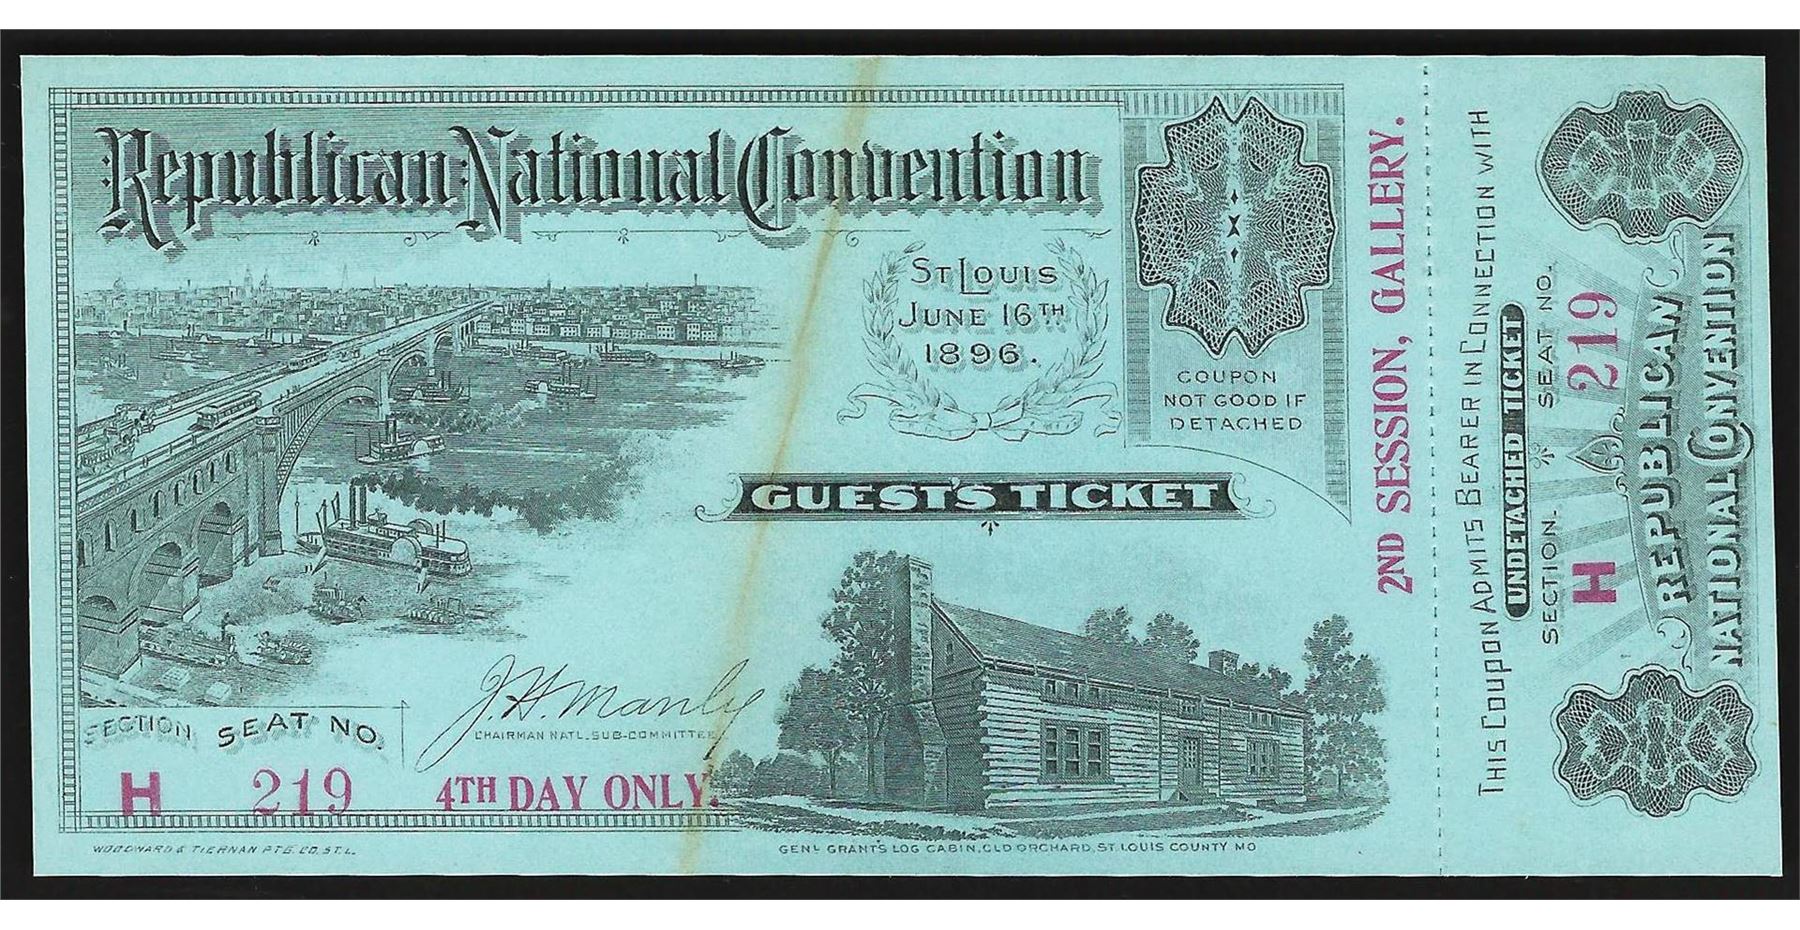 Republican National Convention
ST LOUIS
JUNE 16TH
1896.
COUPON
NOT GOOD IF
DETACHED
GUEST'S TICKET
J. H. Manly
CHAIRMAN NATL. SUB-COMMITTEE
SECTION. SEAT NO.
H 219
4TH DAY ONLY.
WOODWARD & TIERNAN PTG. CO. ST. L.
GENL GRANT'S LOG CABIN, OLD ORCHARD, ST. LOUIS COUNTY MO
2ND SESSION, GALLERY.
THIS COUPON ADMITS BEARER IN CONNECTION WITH
UNDETACHED TICKET
SECTION. SEAT NO.
H 219
REPUBLICAN
NATIONAL CONVENTION